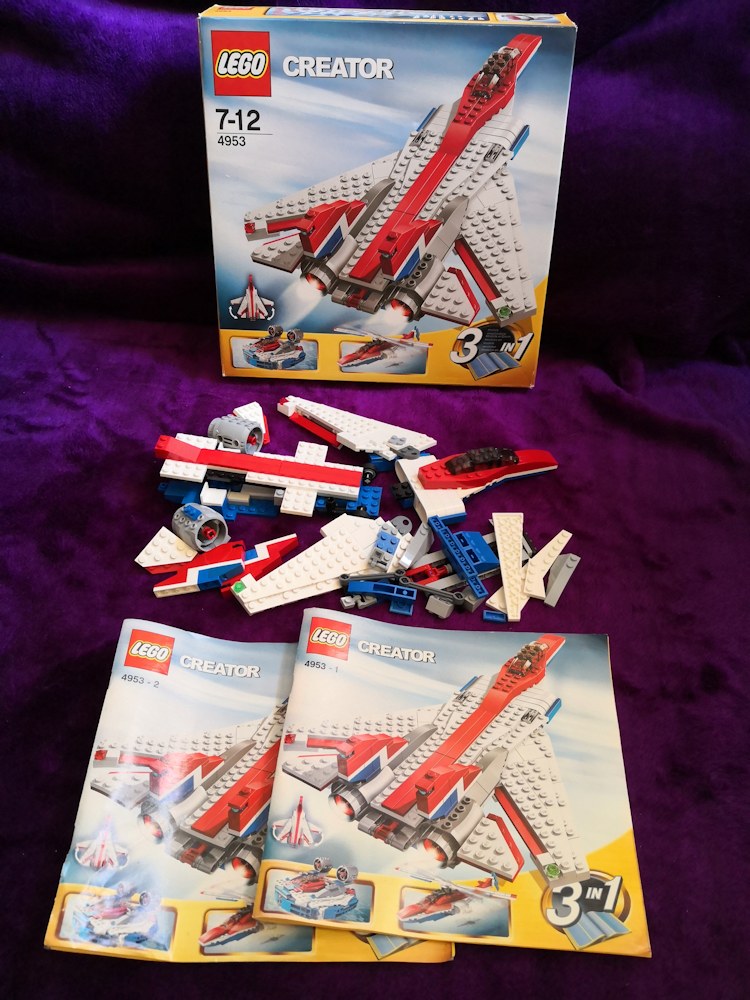 LEGO CREATOR
7-12
4953
3 IN 1
LEGO CREATOR
4953 - 2
LEGO CREATOR
4953 - 1
3 IN 1